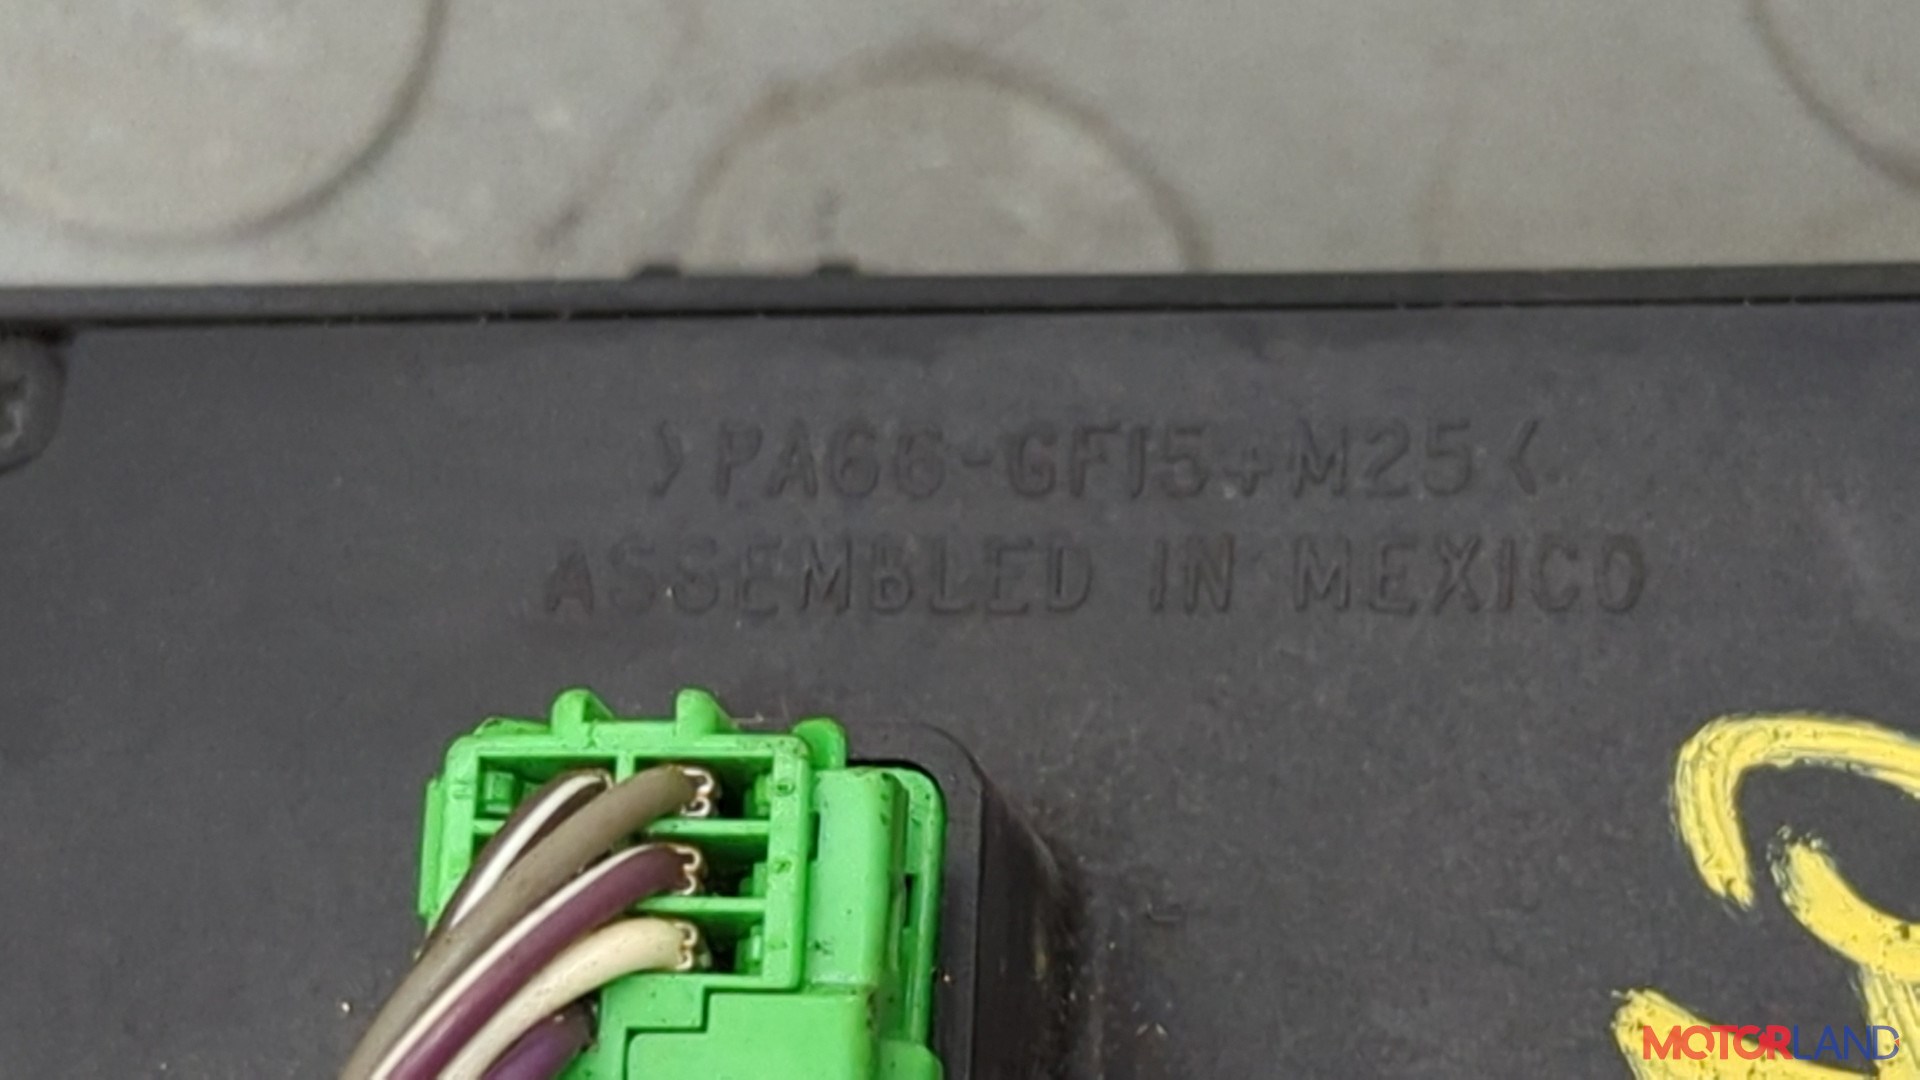 >PA66-GF15+M25<
ASSEMBLED IN MEXICO
MOTORLAND